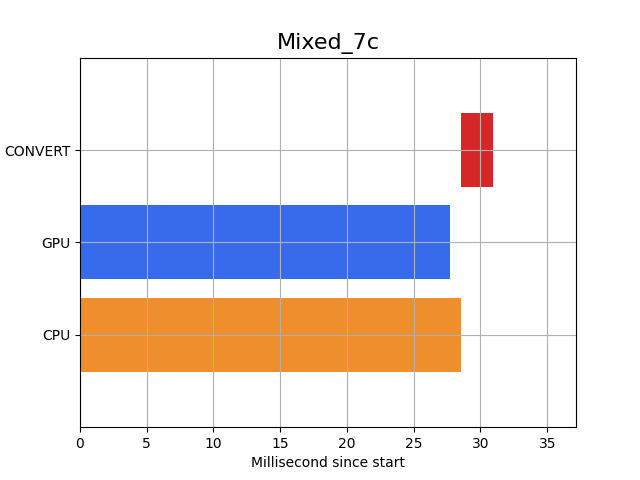 Mixed_7c
CONVERT
GPU
CPU
0 5 10 15 20 25 30 35
Millisecond since start